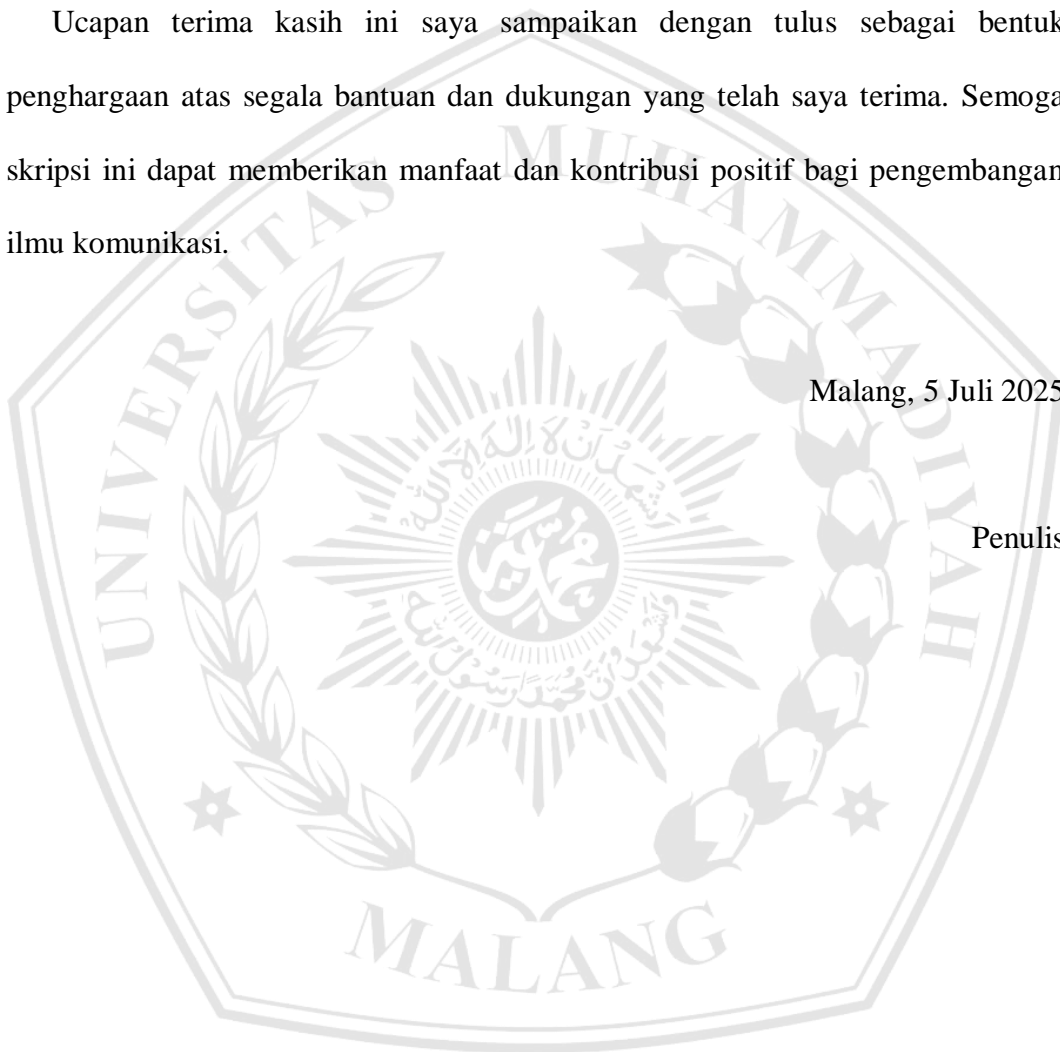 Ucapan terima kasih ini saya sampaikan dengan tulus sebagai bentuk
penghargaan atas segala bantuan dan dukungan yang telah saya terima. Semoga
skripsi ini dapat memberikan manfaat dan kontribusi positif bagi pengembangan
ilmu komunikasi.
Malang, 5 Juli 2025
Penulis
UNIVERSITAS MUHAMMADIYAH
MALANG